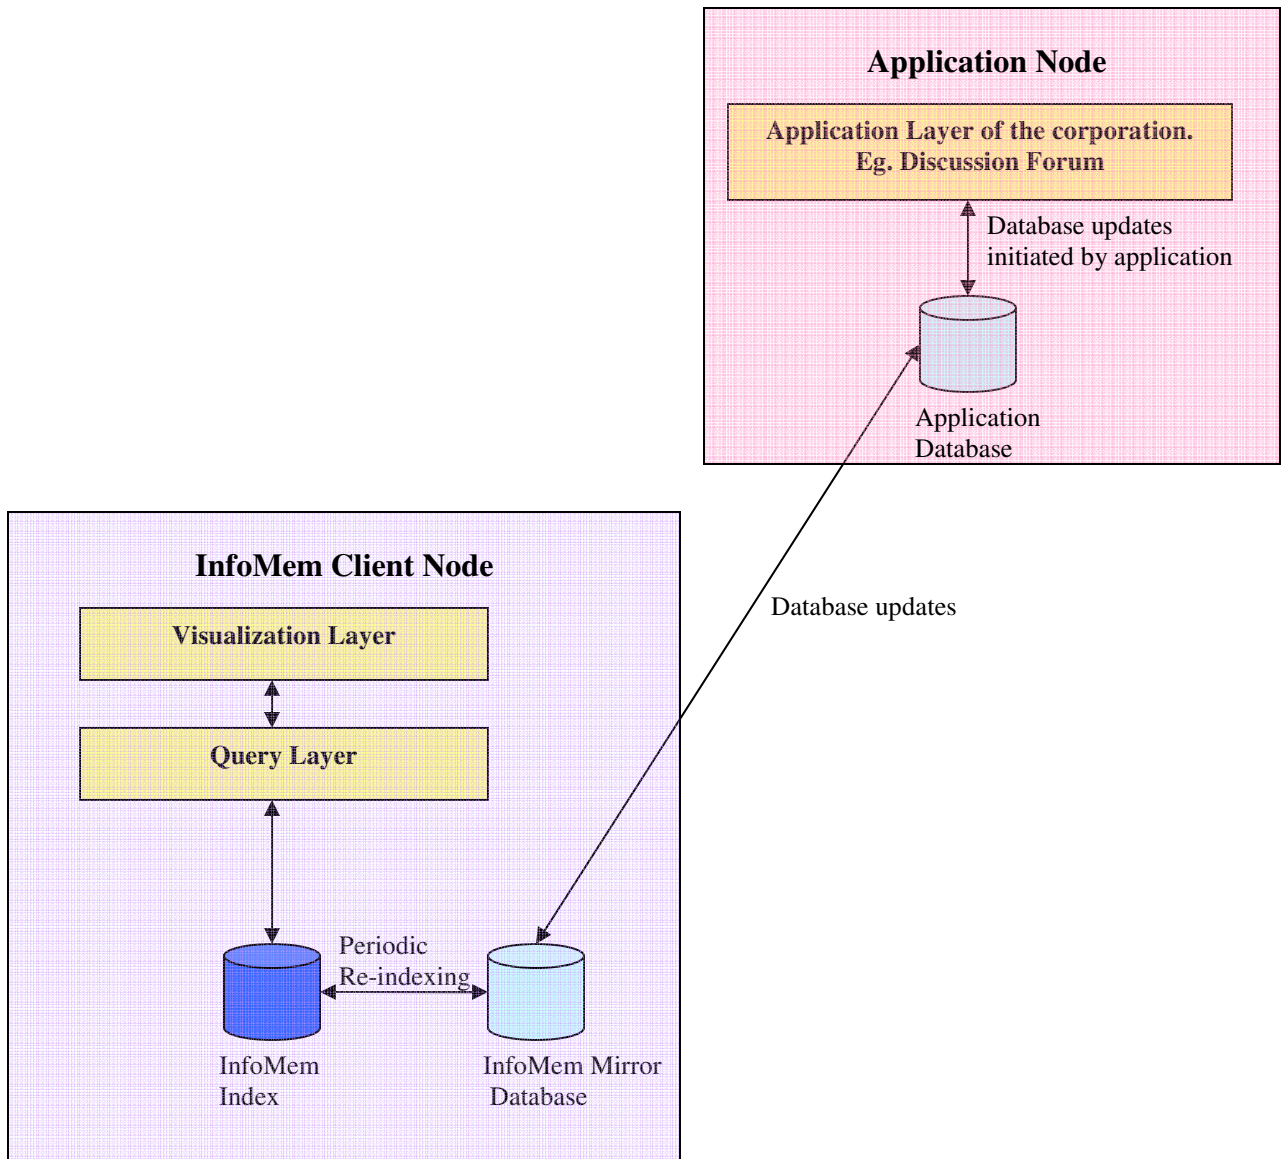 Application Node
Application Layer of the corporation.
Eg. Discussion Forum
Database updates
initiated by application
Application
Database
Database updates
InfoMem Client Node
Visualization Layer
Query Layer
Periodic
Re-indexing
InfoMem
Index
InfoMem Mirror
Database